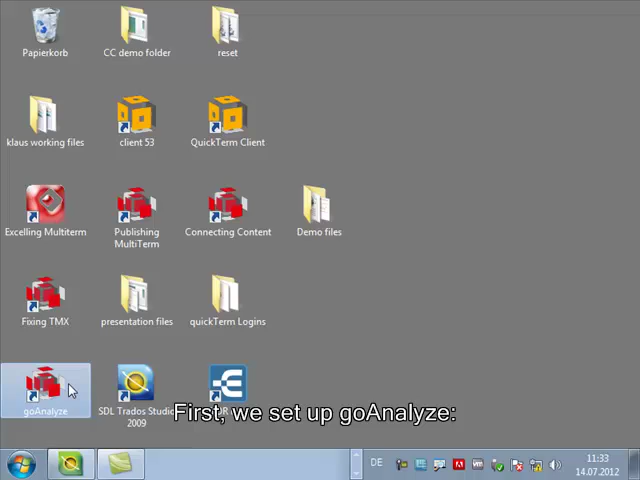 Papierkorb
CC demo folder
reset
klaus working files
client 53
QuickTerm Client
Excelling Multiterm
Publishing
MultiTerm
Connecting Content
Demo files
Fixing TMX
presentation files
quickTerm Logins
goAnalyze
SDL Trados Studio
2009
First, we set up goAnalyze:
DE
11:33
14.07.2012